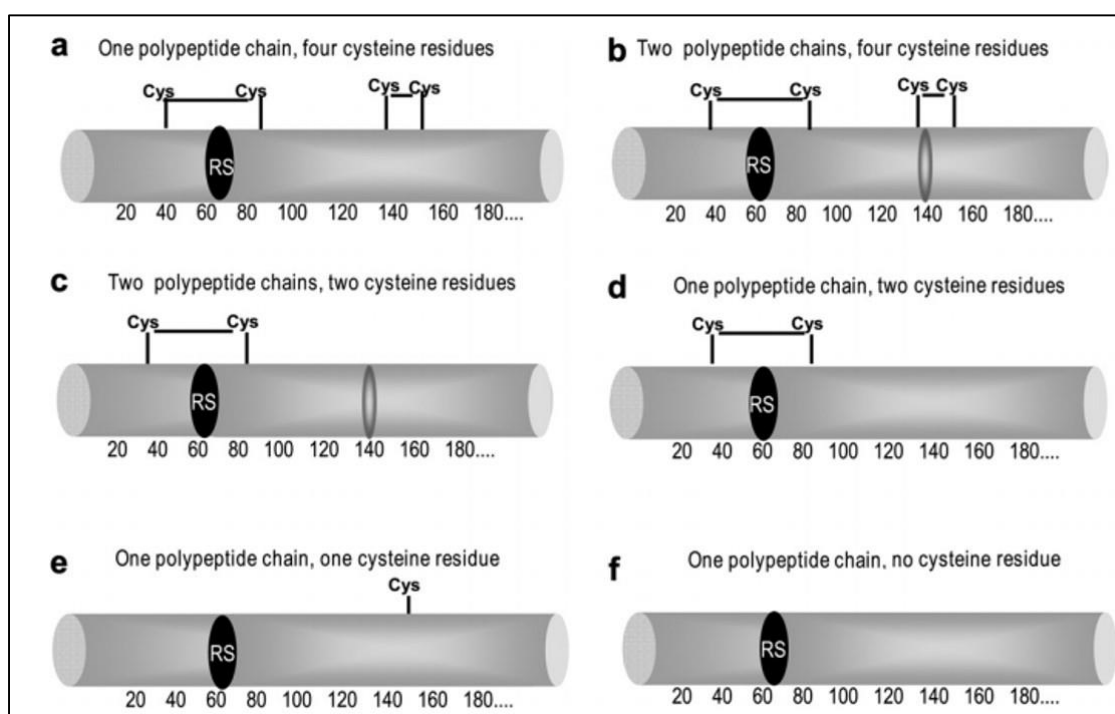 a One polypeptide chain, four cysteine residues
Cys Cys Cys Cys
RS
20 40 60 80 100 120 140 160 180....
b Two polypeptide chains, four cysteine residues
Cys Cys Cys Cys
RS
20 40 60 80 100 120 140 160 180....
c Two polypeptide chains, two cysteine residues
Cys Cys
RS
20 40 60 80 100 120 140 160 180....
d One polypeptide chain, two cysteine residues
Cys Cys
RS
20 40 60 80 100 120 140 160 180....
e One polypeptide chain, one cysteine residue
Cys
RS
20 40 60 80 100 120 140 160 180....
f One polypeptide chain, no cysteine residue
RS
20 40 60 80 100 120 140 160 180....